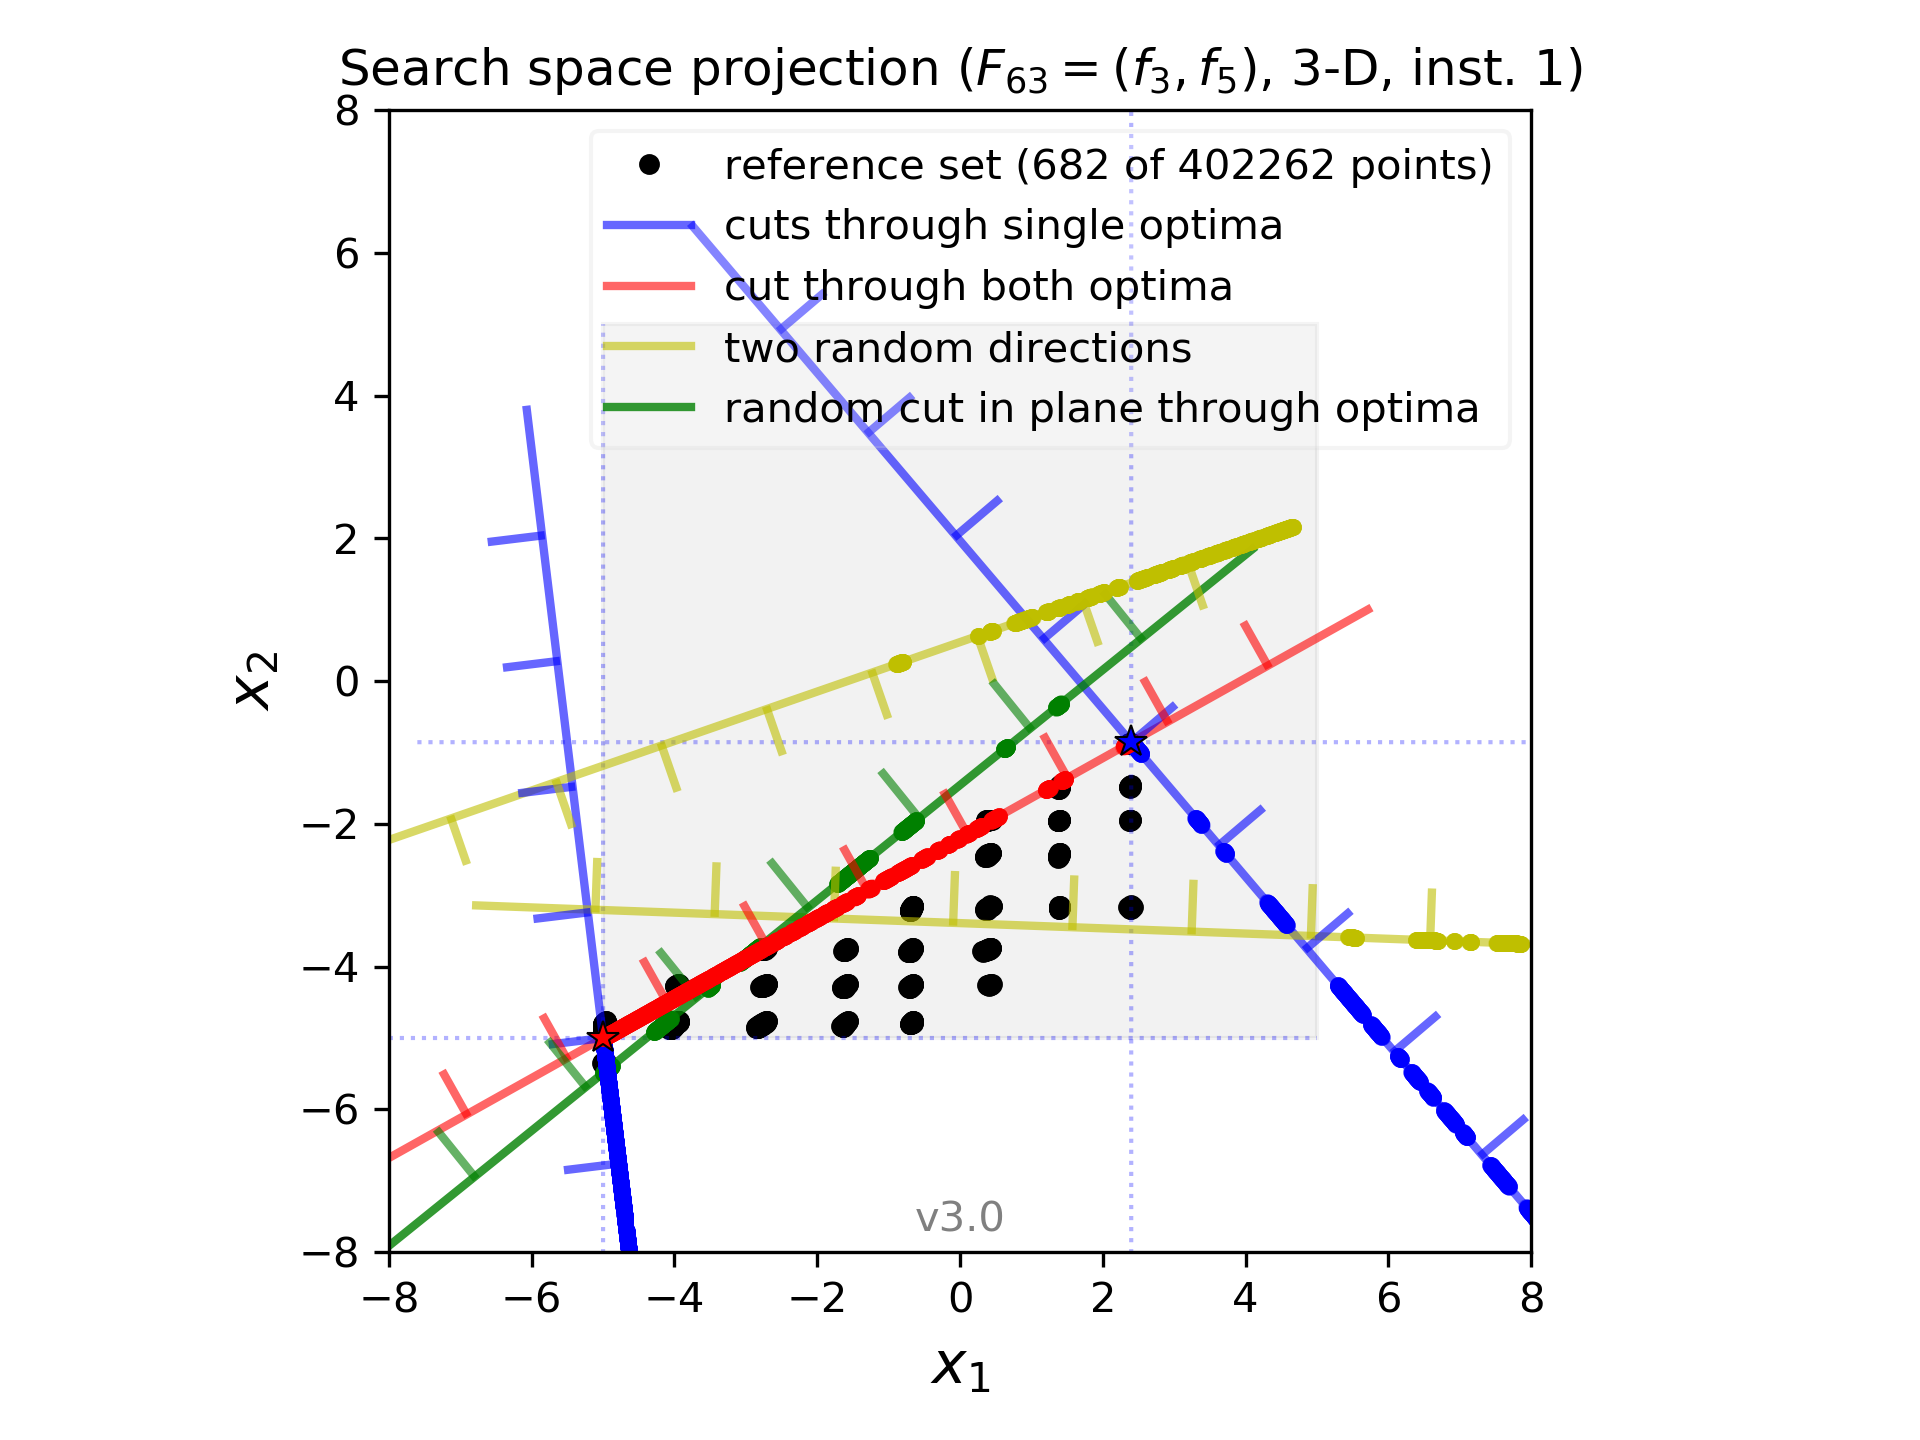 Search space projection (F₆₃ = (f₃, f₅), 3-D, inst. 1)
reference set (682 of 402262 points)
cuts through single optima
cut through both optima
two random directions
random cut in plane through optima
8
6
4
2
0
−2
−4
−6
−8
x₂
v3.0
−8 −6 −4 −2 0 2 4 6 8
x₁